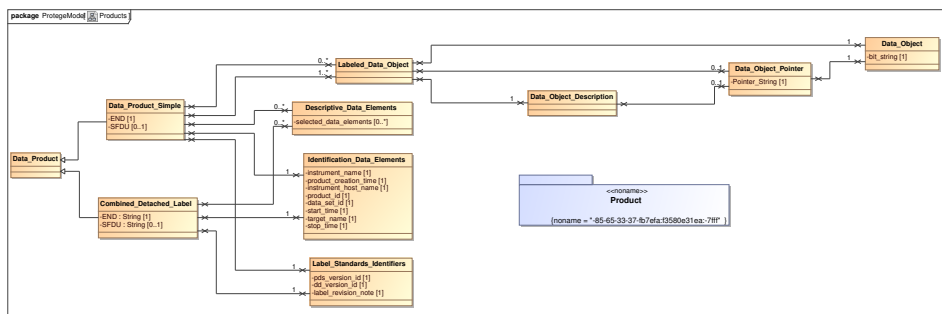 package ProtegeModel[ Products ]
Data_Product
Data_Product_Simple
-END [1]
-SFDU [0..1]
Combined_Detached_Label
-END : String [1]
-SFDU : String [0..1]
0..*
1..*
Labeled_Data_Object
0..*
0..*
Descriptive_Data_Elements
-selected_data_elements [0..*]
1
1
Identification_Data_Elements
-instrument_name [1]
-product_creation_time [1]
-instrument_host_name [1]
-product_id [1]
-data_set_id [1]
-start_time [1]
-target_name [1]
-stop_time [1]
1
1
Label_Standards_Identifiers
-pds_version_id [1]
-dd_version_id [1]
-label_revision_note [1]
1
Data_Object_Description
0..1
0..1
Data_Object_Pointer
-Pointer_String [1]
1
1
Data_Object
-bit_string [1]
<<noname>>
Product
{noname = "-85-65-33-37-fb7efa:f3580e31ea:-7fff" }